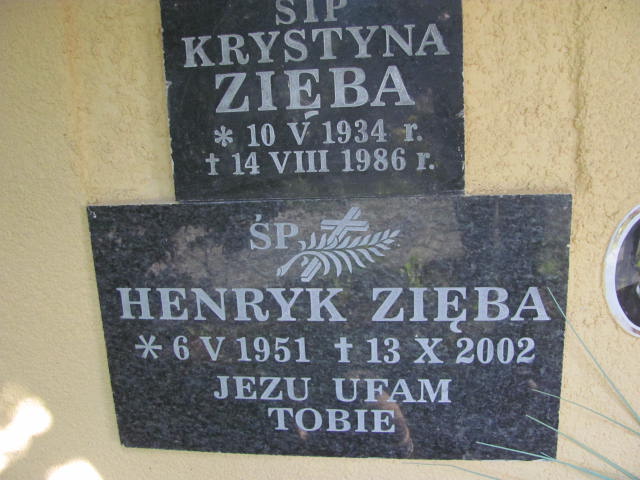 ŚP
KRYSTYNA
ZIĘBA
* 10 V 1934 r.
† 14 VIII 1986 r.
ŚP
HENRYK ZIĘBA
* 6 V 1951 † 13 X 2002
JEZU UFAM
TOBIE